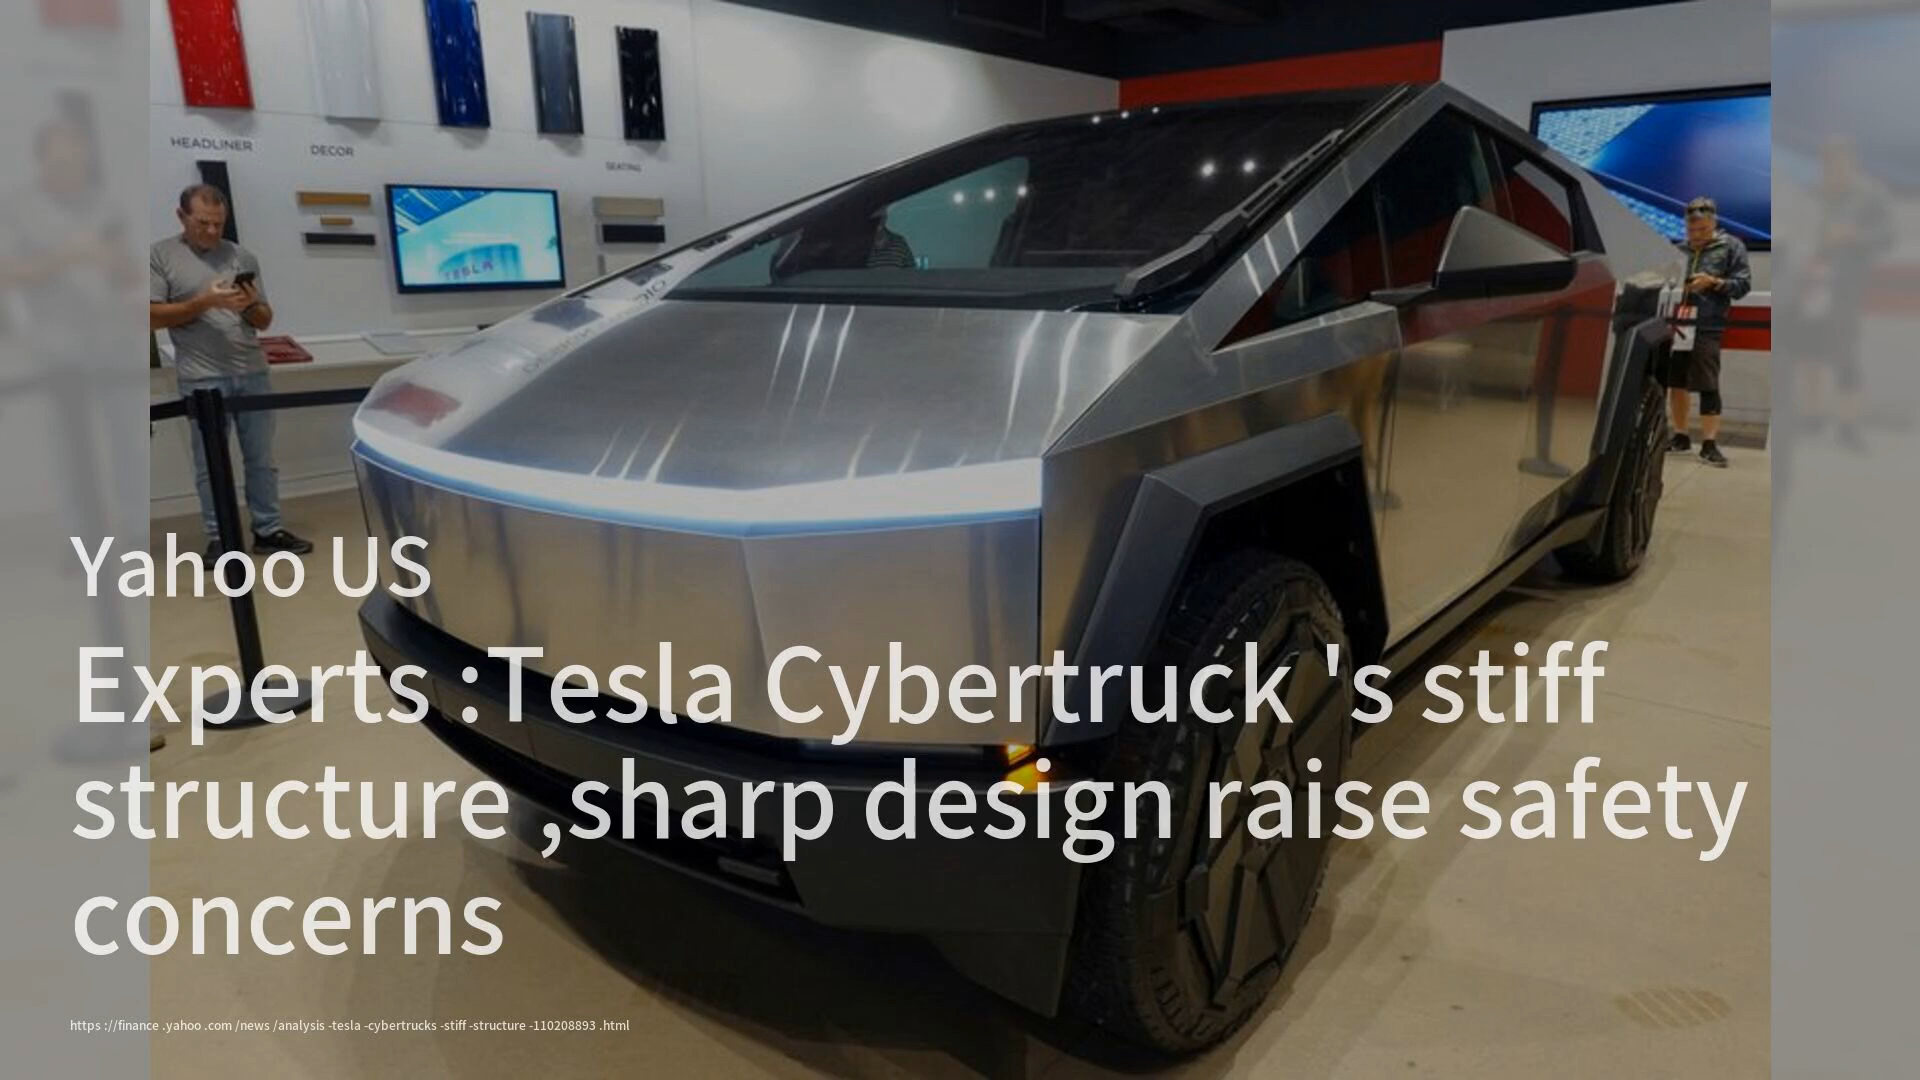 HEADLINER
DECOR
SEATING
TESLA
Yahoo US
Experts :Tesla Cybertruck 's stiff
structure ,sharp design raise safety
concerns
https ://finance .yahoo .com /news /analysis -tesla -cybertrucks -stiff -structure -110208893 .html